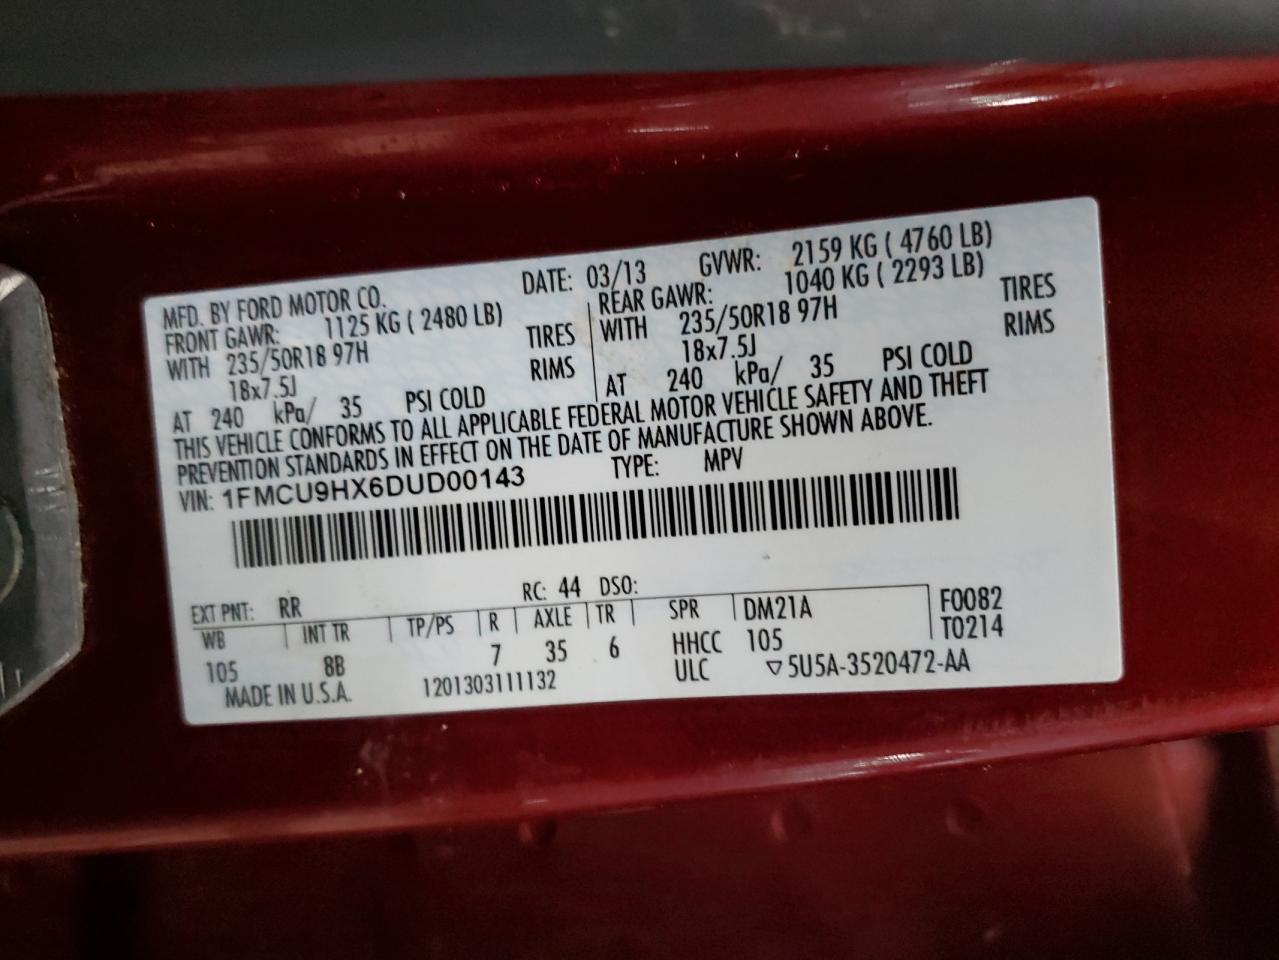 MFD. BY FORD MOTOR CO.
DATE: 03/13 GVWR: 2159 KG ( 4760 LB)
FRONT GAWR: 1125 KG ( 2480 LB)
WITH 235/50R18 97H TIRES
18x7.5J RIMS
AT 240 kPa/ 35 PSI COLD
REAR GAWR: 1040 KG ( 2293 LB)
WITH 235/50R18 97H TIRES
18x7.5J RIMS
AT 240 kPa/ 35 PSI COLD
THIS VEHICLE CONFORMS TO ALL APPLICABLE FEDERAL MOTOR VEHICLE SAFETY AND THEFT
PREVENTION STANDARDS IN EFFECT ON THE DATE OF MANUFACTURE SHOWN ABOVE.
VIN: 1FMCU9HX6DUD00143 TYPE: MPV
EXT PNT: RR RC: 44 DSO:
WB INT TR TP/PS R AXLE TR SPR DM21A F0082
105 8B 7 35 6 HHCC 105 T0214
ULC ▽5U5A-3520472-AA
MADE IN U.S.A. 1201303111132